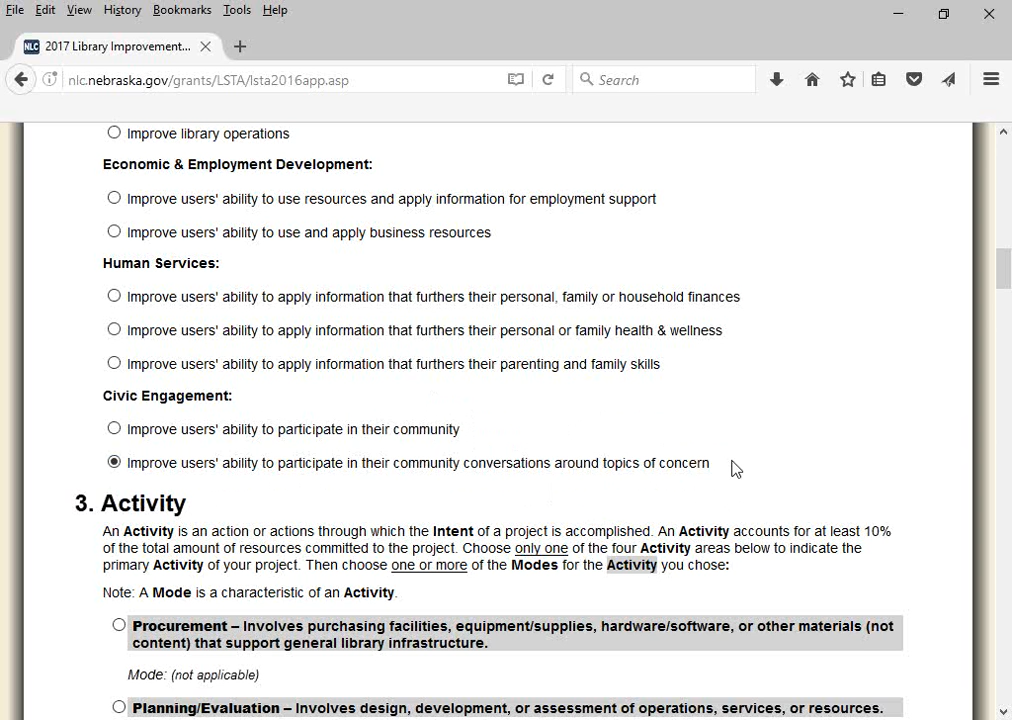 File Edit View History Bookmarks Tools Help
NLC 2017 Library Improvement...
nlc.nebraska.gov/grants/LSTA/lsta2016app.asp
Search
Improve library operations
Economic & Employment Development:
Improve users' ability to use resources and apply information for employment support
Improve users' ability to use and apply business resources
Human Services:
Improve users' ability to apply information that furthers their personal, family or household finances
Improve users' ability to apply information that furthers their personal or family health & wellness
Improve users' ability to apply information that furthers their parenting and family skills
Civic Engagement:
Improve users' ability to participate in their community
Improve users' ability to participate in their community conversations around topics of concern
3. Activity
An Activity is an action or actions through which the Intent of a project is accomplished. An Activity accounts for at least 10%
of the total amount of resources committed to the project. Choose only one of the four Activity areas below to indicate the
primary Activity of your project. Then choose one or more of the Modes for the Activity you chose:
Note: A Mode is a characteristic of an Activity.
Procurement – Involves purchasing facilities, equipment/supplies, hardware/software, or other materials (not
content) that support general library infrastructure.
Mode: (not applicable)
Planning/Evaluation – Involves design, development, or assessment of operations, services, or resources.